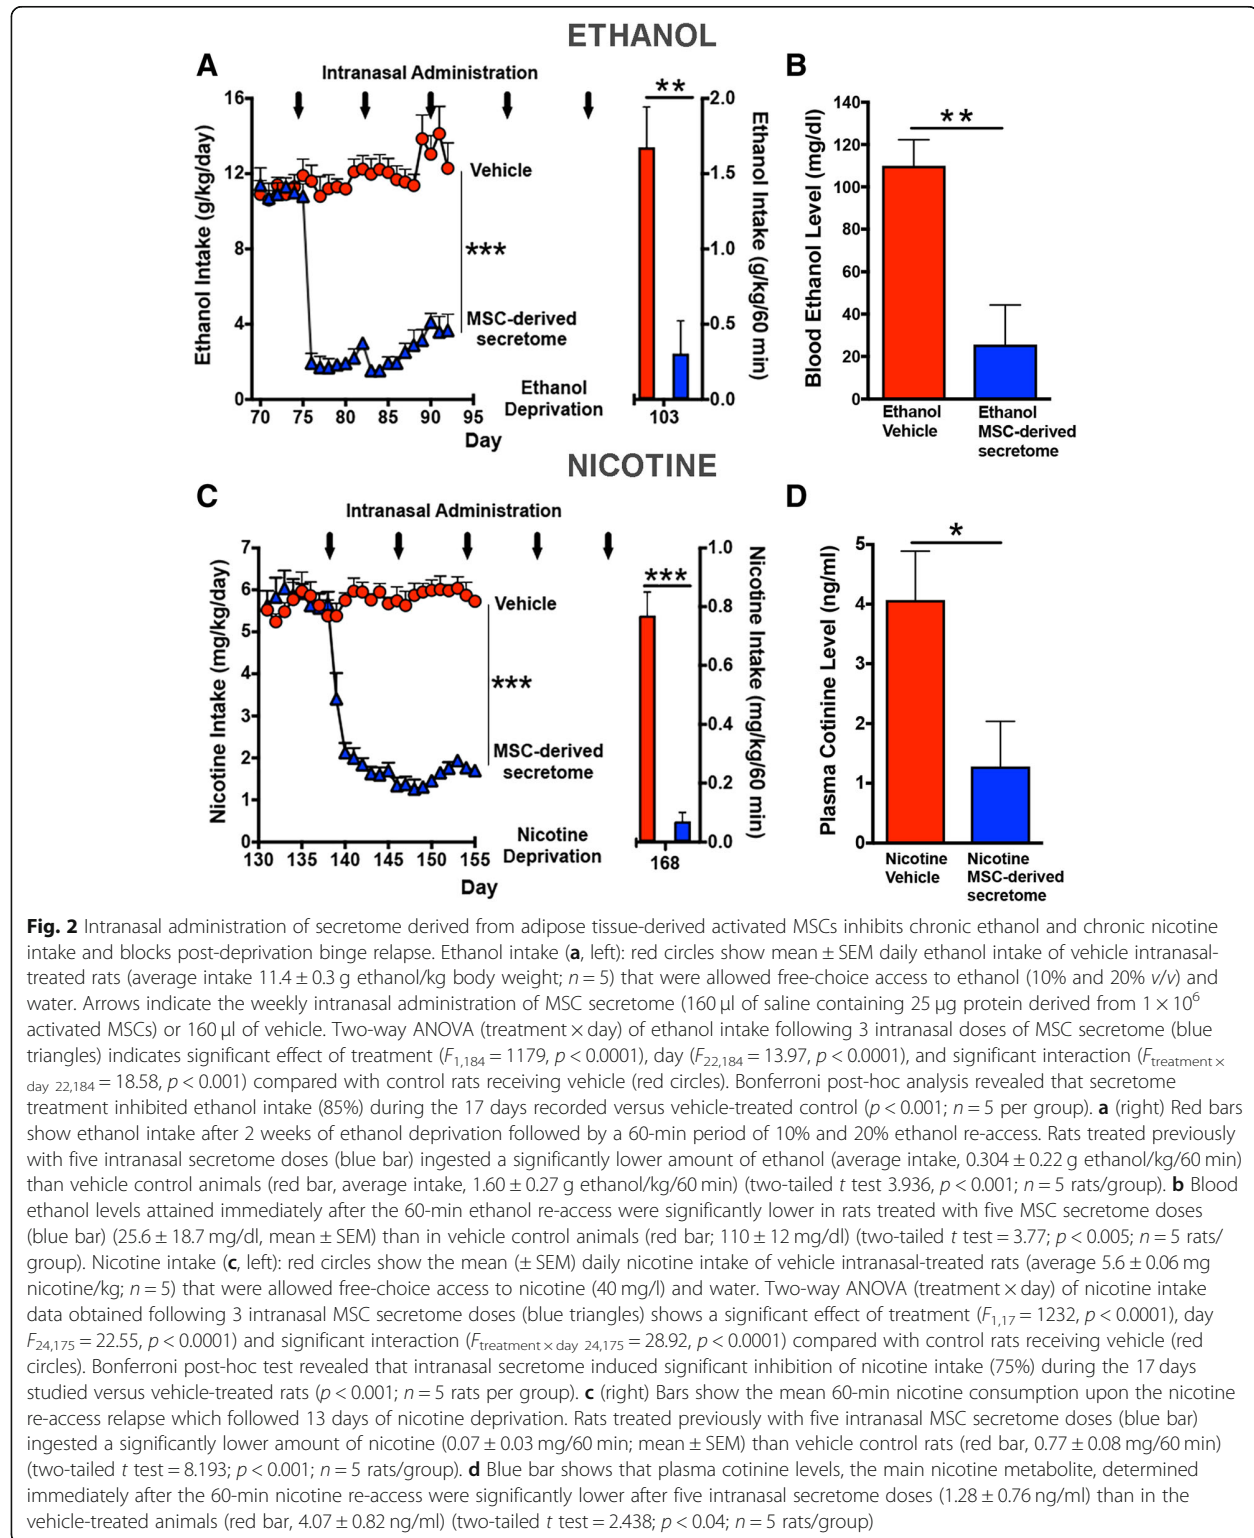 ETHANOL
A
Intranasal Administration
B
16
12
8
4
0
Ethanol Intake (g/kg/day)
Vehicle
***
MSC-derived
secretome
Ethanol
Deprivation
70 75 80 85 90 95
Day
**
2.0
1.5
1.0
0.5
0.0
Ethanol Intake (g/kg/60 min)
103
140
120
100
80
60
40
20
0
Blood Ethanol Level (mg/dl)
**
Ethanol
Vehicle
Ethanol
MSC-derived
secretome
NICOTINE
C
Intranasal Administration
D
7
6
5
4
3
2
1
0
Nicotine Intake (mg/kg/day)
Vehicle
***
MSC-derived
secretome
Nicotine
Deprivation
130 135 140 145 150 155
Day
***
1.0
0.8
0.6
0.4
0.2
0.0
Nicotine Intake (mg/kg/60 min)
168
5
4
3
2
1
0
Plasma Cotinine Level (ng/ml)
*
Nicotine
Vehicle
Nicotine
MSC-derived
secretome
Fig. 2 Intranasal administration of secretome derived from adipose tissue-derived activated MSCs inhibits chronic ethanol and chronic nicotine
intake and blocks post-deprivation binge relapse. Ethanol intake (a, left): red circles show mean ± SEM daily ethanol intake of vehicle intranasal-
treated rats (average intake 11.4 ± 0.3 g ethanol/kg body weight; n = 5) that were allowed free-choice access to ethanol (10% and 20% v/v) and
water. Arrows indicate the weekly intranasal administration of MSC secretome (160 μl of saline containing 25 μg protein derived from 1 × 10⁶
activated MSCs) or 160 μl of vehicle. Two-way ANOVA (treatment × day) of ethanol intake following 3 intranasal doses of MSC secretome (blue
triangles) indicates significant effect of treatment (F1,184 = 1179, p < 0.0001), day (F22,184 = 13.97, p < 0.0001), and significant interaction (Ftreatment ×
day 22,184 = 18.58, p < 0.001) compared with control rats receiving vehicle (red circles). Bonferroni post-hoc analysis revealed that secretome
treatment inhibited ethanol intake (85%) during the 17 days recorded versus vehicle-treated control (p < 0.001; n = 5 per group). a (right) Red bars
show ethanol intake after 2 weeks of ethanol deprivation followed by a 60-min period of 10% and 20% ethanol re-access. Rats treated previously
with five intranasal secretome doses (blue bar) ingested a significantly lower amount of ethanol (average intake, 0.304 ± 0.22 g ethanol/kg/60 min)
than vehicle control animals (red bar, average intake, 1.60 ± 0.27 g ethanol/kg/60 min) (two-tailed t test 3.936, p < 0.001; n = 5 rats/group). b Blood
ethanol levels attained immediately after the 60-min ethanol re-access were significantly lower in rats treated with five MSC secretome doses
(blue bar) (25.6 ± 18.7 mg/dl, mean ± SEM) than in vehicle control animals (red bar; 110 ± 12 mg/dl) (two-tailed t test = 3.77; p < 0.005; n = 5 rats/
group). Nicotine intake (c, left): red circles show the mean (± SEM) daily nicotine intake of vehicle intranasal-treated rats (average 5.6 ± 0.06 mg
nicotine/kg; n = 5) that were allowed free-choice access to nicotine (40 mg/l) and water. Two-way ANOVA (treatment × day) of nicotine intake
data obtained following 3 intranasal MSC secretome doses (blue triangles) shows a significant effect of treatment (F1,17 = 1232, p < 0.0001), day
F24,175 = 22.55, p < 0.0001) and significant interaction (Ftreatment × day 24,175 = 28.92, p < 0.0001) compared with control rats receiving vehicle (red
circles). Bonferroni post-hoc test revealed that intranasal secretome induced significant inhibition of nicotine intake (75%) during the 17 days
studied versus vehicle-treated rats (p < 0.001; n = 5 rats per group). c (right) Bars show the mean 60-min nicotine consumption upon the nicotine
re-access relapse which followed 13 days of nicotine deprivation. Rats treated previously with five intranasal MSC secretome doses (blue bar)
ingested a significantly lower amount of nicotine (0.07 ± 0.03 mg/60 min; mean ± SEM) than vehicle control rats (red bar, 0.77 ± 0.08 mg/60 min)
(two-tailed t test = 8.193; p < 0.001; n = 5 rats/group). d Blue bar shows that plasma cotinine levels, the main nicotine metabolite, determined
immediately after the 60-min nicotine re-access were significantly lower after five intranasal secretome doses (1.28 ± 0.76 ng/ml) than in the
vehicle-treated animals (red bar, 4.07 ± 0.82 ng/ml) (two-tailed t test = 2.438; p < 0.04; n = 5 rats/group)